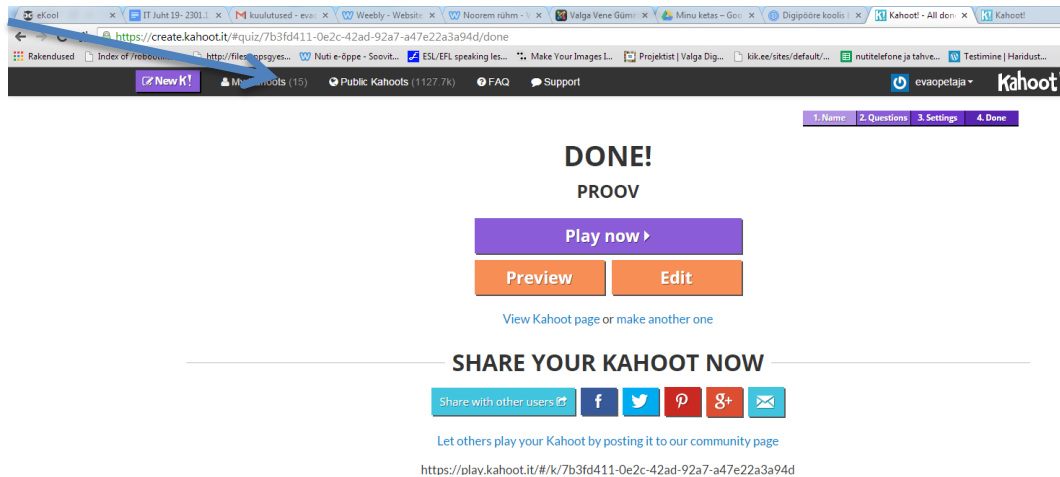 eKool IT Juht 19- 2301.1 kuulutused - evao Weebly - Website Noorem rühm - V Valga Vene Gümn Minu ketas – Goo Digipööre koolis Kahoot! - All done Kahoot!
https://create.kahoot.it/#quiz/7b3fd411-0e2c-42ad-92a7-a47e22a3a94d/done
Rakendused Index of Nuti e-õppe - Soovit... ESL/EFL speaking les... Make Your Images I... Projektist | Valga Dig... kik.ee/sites/default/... nutitelefone ja tahve... Testimine | Haridust...
New K! My Kahoots (15) Public Kahoots (1127.7k) FAQ Support evaopetaja Kahoot
1. Name 2. Questions 3. Settings 4. Done
DONE!
PROOV
Play now
Preview Edit
View Kahoot page or make another one
SHARE YOUR KAHOOT NOW
Share with other users
Let others play your Kahoot by posting it to our community page
https://play.kahoot.it/#/k/7b3fd411-0e2c-42ad-92a7-a47e22a3a94d